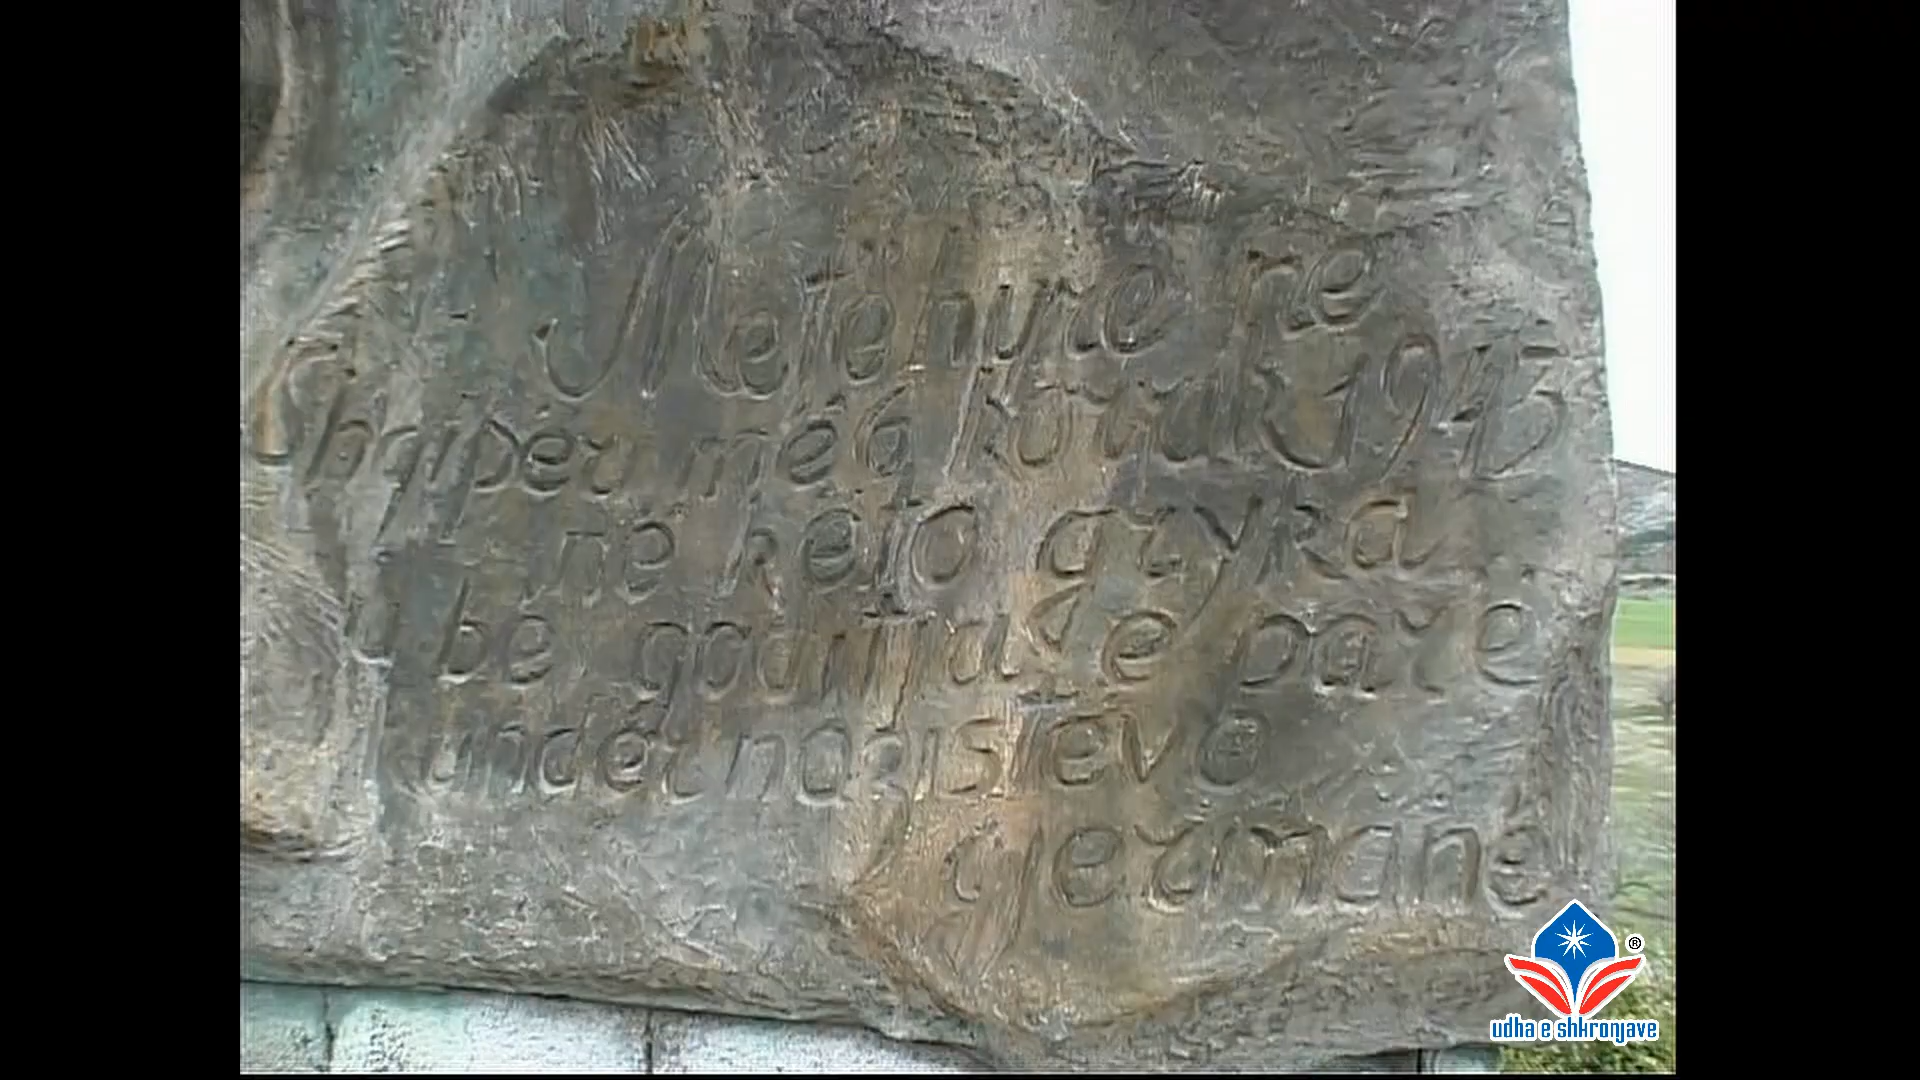 Me të hyrë në
Shqipëri më 9 korrik 1943
në këto gryka
bë goditja e parë
kundër nazistëve
gjermanë
udha e shkronjave
®